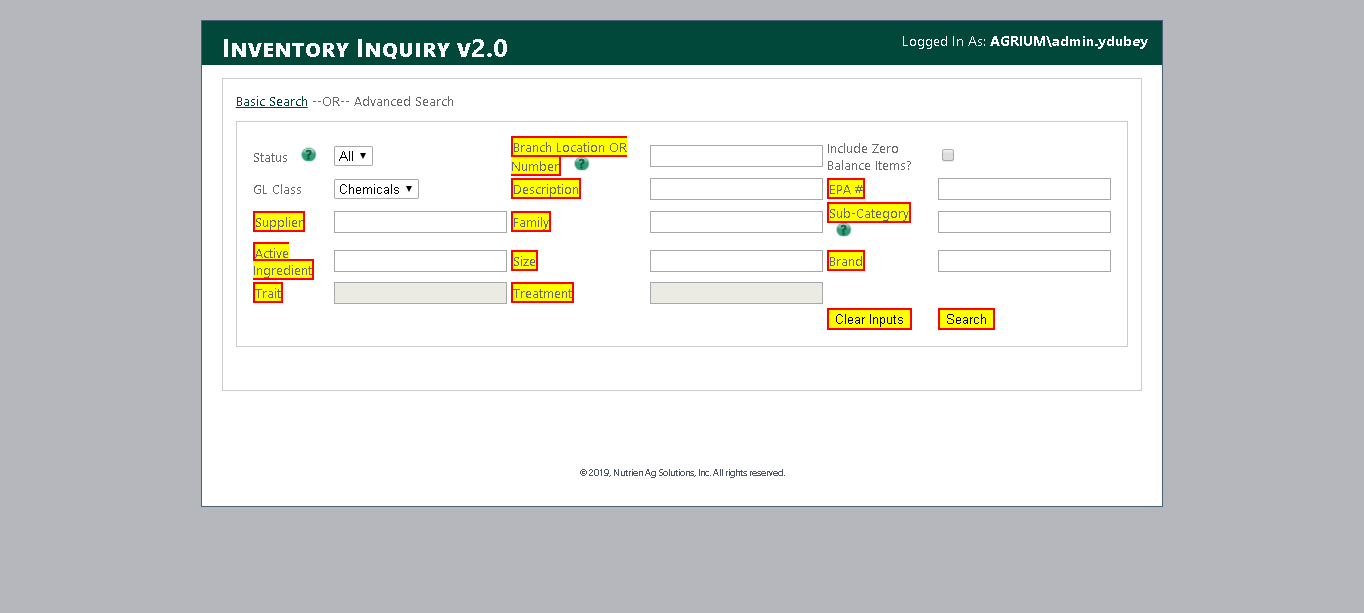 INVENTORY INQUIRY V2.0
Logged In As: AGRIUM\admin.ydubey
Basic Search --OR-- Advanced Search
Status ? All ▼
Branch Location OR
Number ?
Include Zero
Balance Items?
GL Class Chemicals ▼ Description EPA #
Supplier Family Sub-Category
?
Active
Ingredient Size Brand
Trait Treatment
Clear Inputs Search
© 2019, Nutrien Ag Solutions, Inc. All rights reserved.